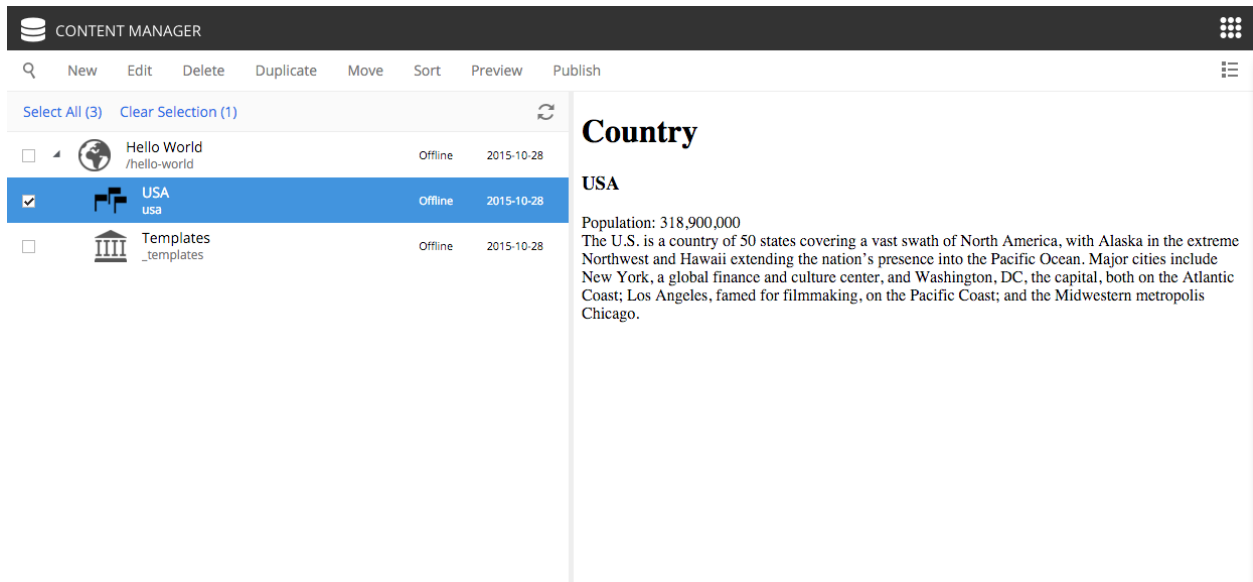 CONTENT MANAGER
New Edit Delete Duplicate Move Sort Preview Publish
Select All (3) Clear Selection (1)
Hello World
/hello-world
Offline 2015-10-28
USA
usa
Offline 2015-10-28
Templates
_templates
Offline 2015-10-28
Country
USA
Population: 318,900,000
The U.S. is a country of 50 states covering a vast swath of North America, with Alaska in the extreme
Northwest and Hawaii extending the nation’s presence into the Pacific Ocean. Major cities include
New York, a global finance and culture center, and Washington, DC, the capital, both on the Atlantic
Coast; Los Angeles, famed for filmmaking, on the Pacific Coast; and the Midwestern metropolis
Chicago.